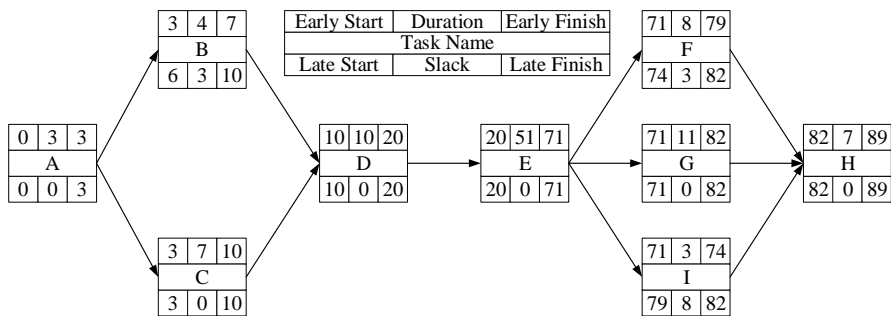 3 4 7
B
6 3 10
Early Start Duration Early Finish
Task Name
Late Start Slack Late Finish
71 8 79
F
74 3 82
0 3 3
A
0 0 3
10 10 20
D
10 0 20
20 51 71
E
20 0 71
71 11 82
G
71 0 82
82 7 89
H
82 0 89
3 7 10
C
3 0 10
71 3 74
I
79 8 82